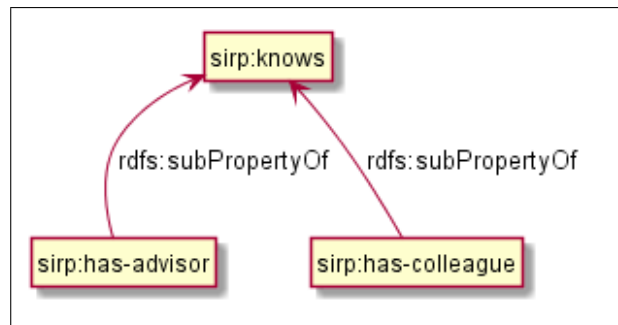 sirp:knows
rdfs:subPropertyOf
rdfs:subPropertyOf
sirp:has-advisor
sirp:has-colleague